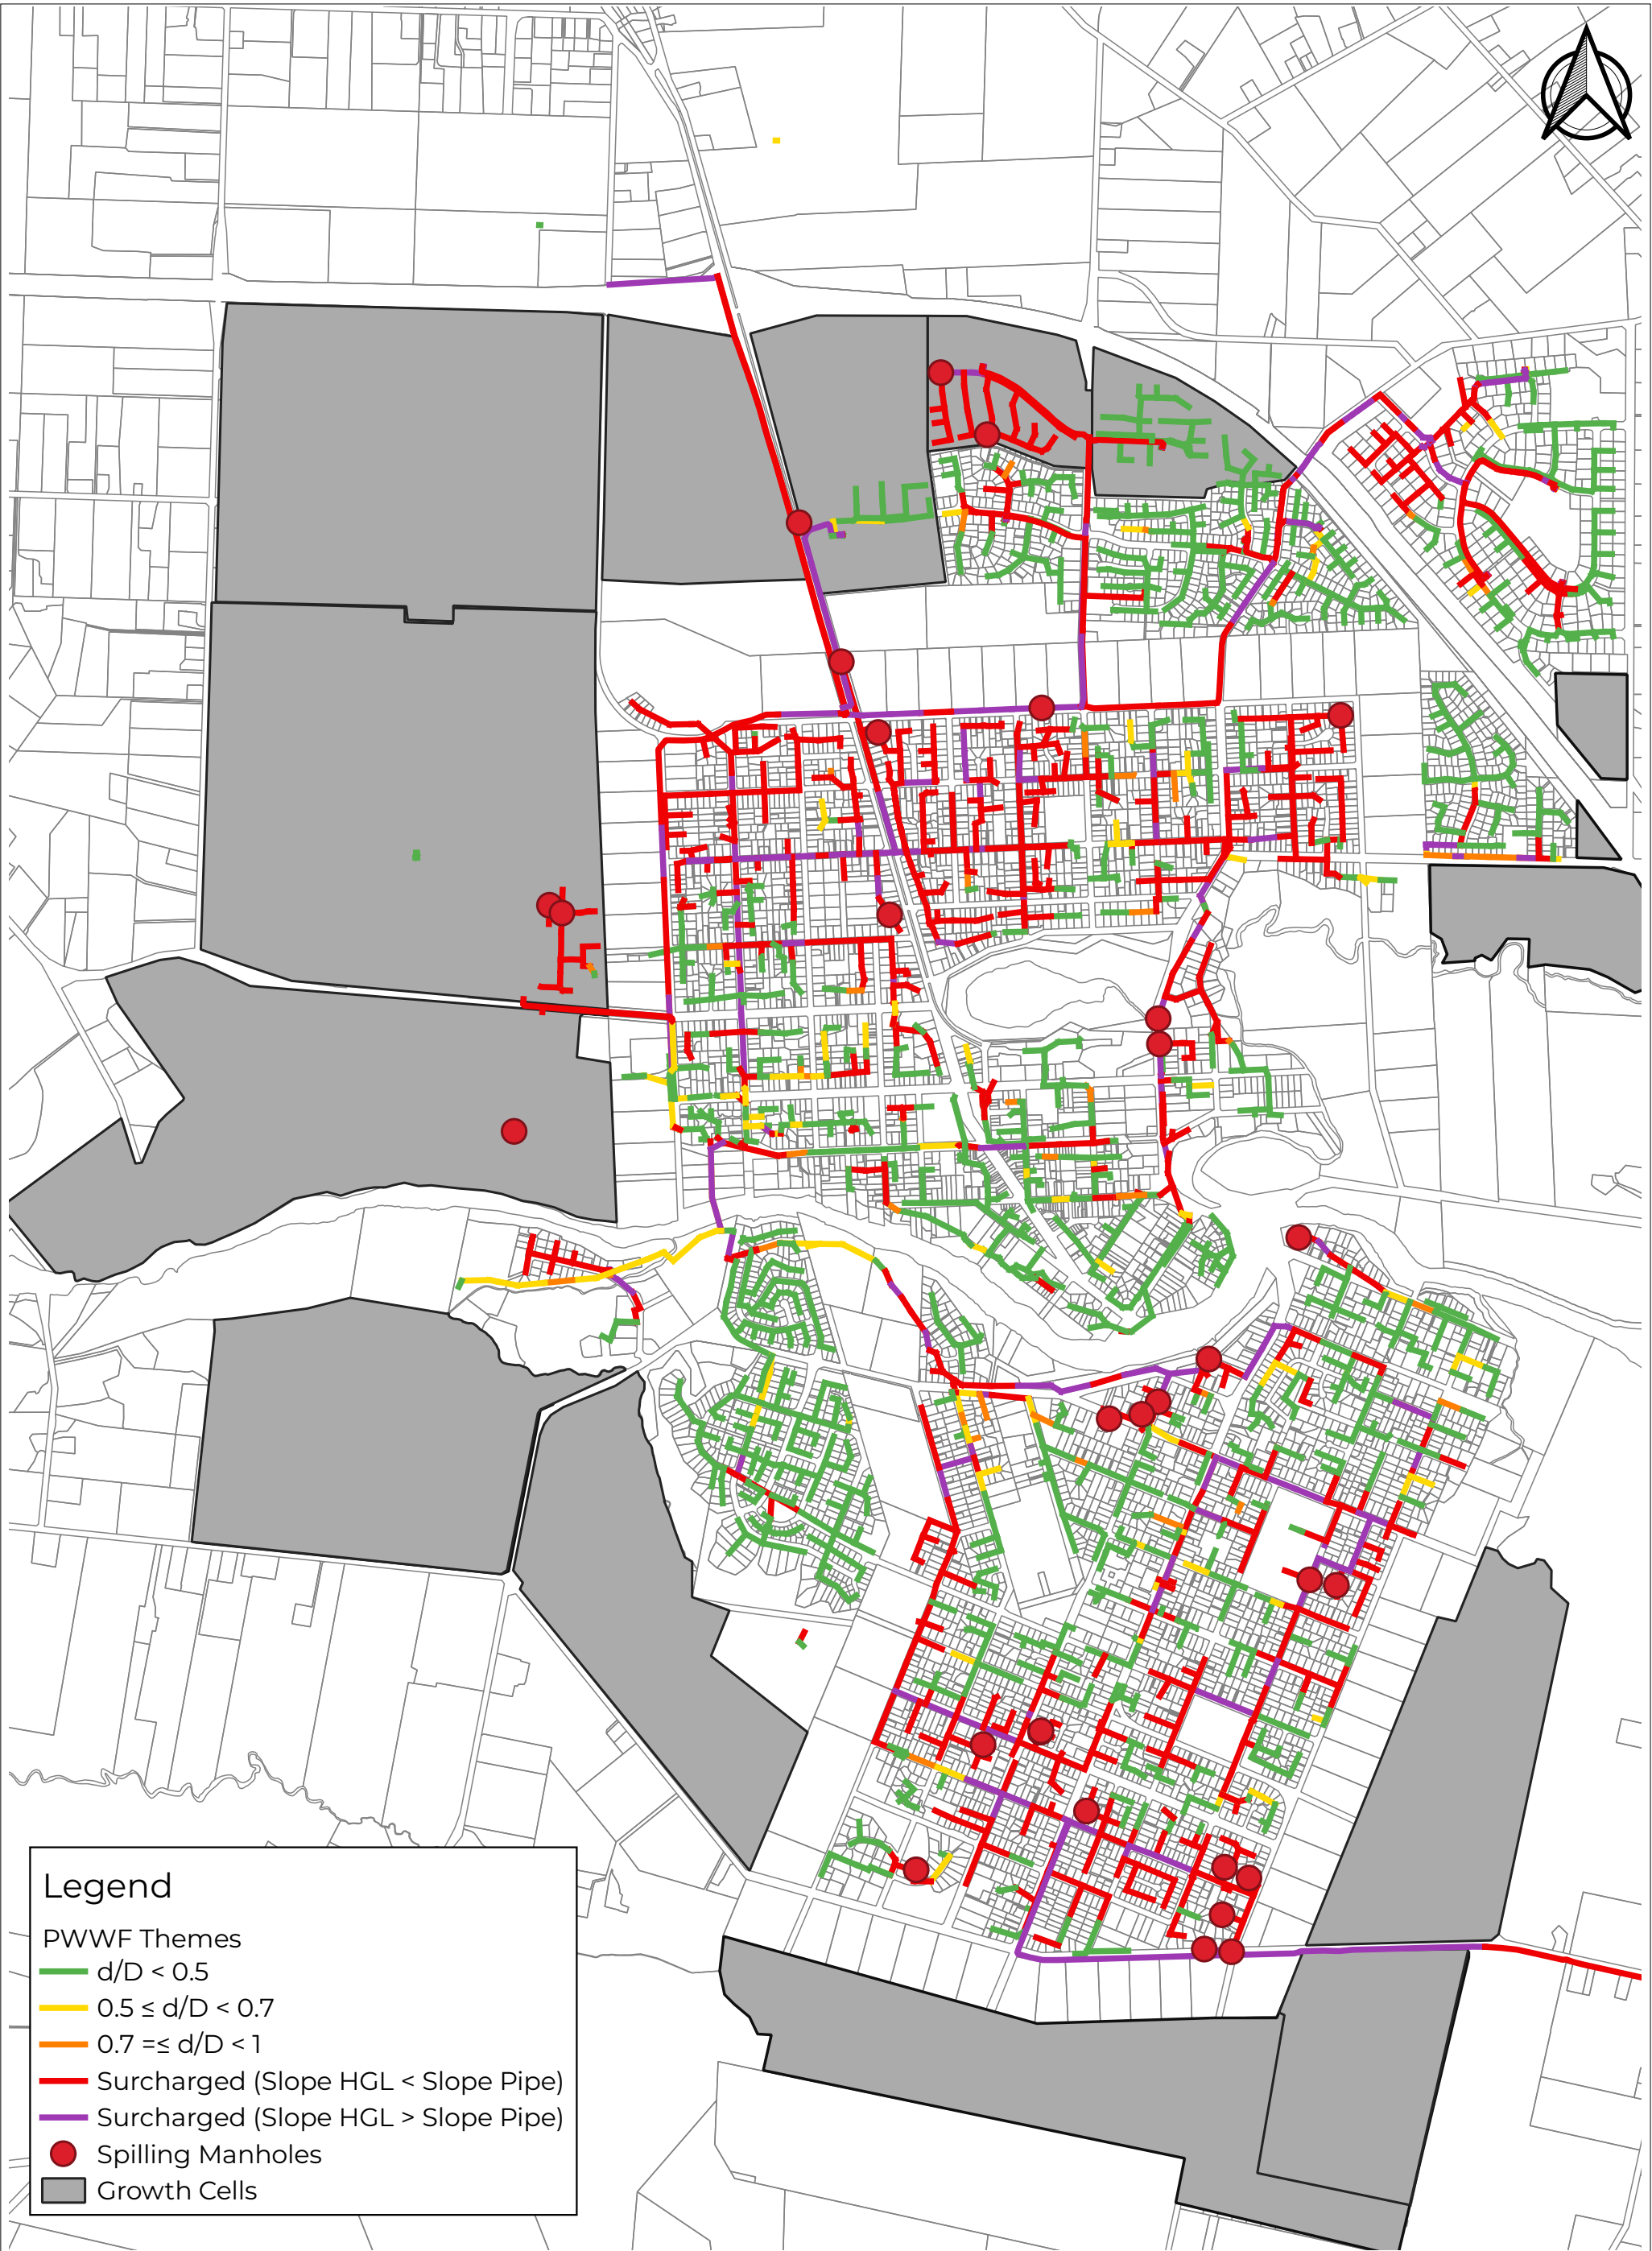 Legend
PWWF Themes
d/D < 0.5
0.5 ≤ d/D < 0.7
0.7 =≤ d/D < 1
Surcharged (Slope HGL < Slope Pipe)
Surcharged (Slope HGL > Slope Pipe)
Spilling Manholes
Growth Cells